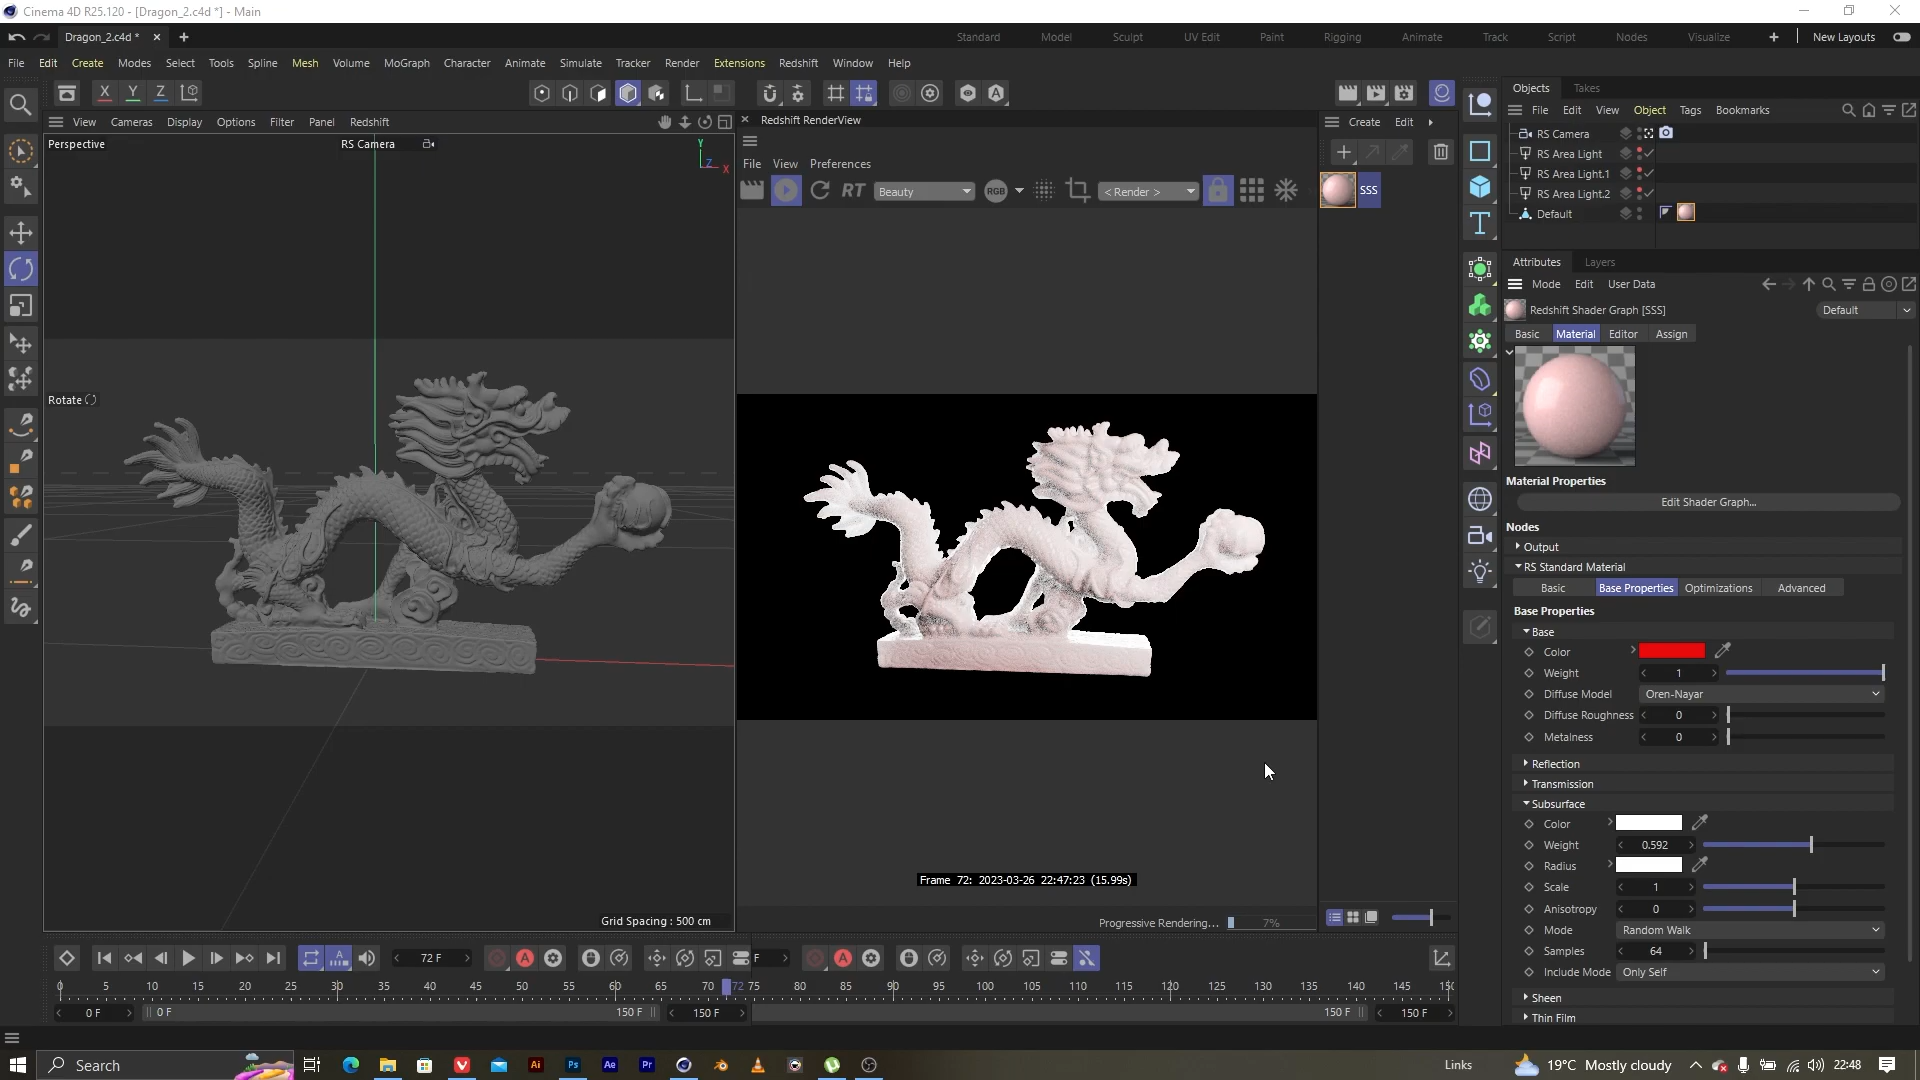 Cinema 4D R25.120 - [Dragon_2.c4d *] - Main
Dragon_2.c4d *
Standard Model Sculpt UV Edit Paint Rigging Animate Track Script Nodes Visualize New Layouts
File Edit Create Modes Select Tools Spline Mesh Volume MoGraph Character Animate Simulate Tracker Render Extensions Redshift Window Help
X Y Z
View Cameras Display Options Filter Panel Redshift
Perspective
RS Camera
Y
Z
X
Rotate
Grid Spacing : 500 cm
Redshift RenderView
File View Preferences
RT
Beauty
RGB
< Render >
Frame 72: 2023-03-26 22:47:23 (15.99s)
Progressive Rendering... 7%
Create Edit
SSS
Objects Takes
File Edit View Object Tags Bookmarks
RS Camera
RS Area Light
RS Area Light.1
RS Area Light.2
Default
Attributes Layers
Mode Edit User Data
Redshift Shader Graph [SSS]
Default
Basic Material Editor Assign
Material Properties
Edit Shader Graph...
Nodes
Output
RS Standard Material
Basic Base Properties Optimizations Advanced
Base Properties
Base
Color
Weight 1
Diffuse Model Oren-Nayar
Diffuse Roughness 0
Metalness 0
Reflection
Transmission
Subsurface
Color
Weight 0.592
Radius
Scale 1
Anisotropy 0
Mode Random Walk
Samples 64
Include Mode Only Self
Sheen
Thin Film
72 F
F
0 5 10 15 20 25 30 35 40 45 50 55 60 65 70 72 75 80 85 90 95 100 105 110 115 120 125 130 135 140 145
0 F 0 F 150 F 150 F 150 F 150 F
Search
Ai Ps Ae Pr
Links
19°C Mostly cloudy
22:48